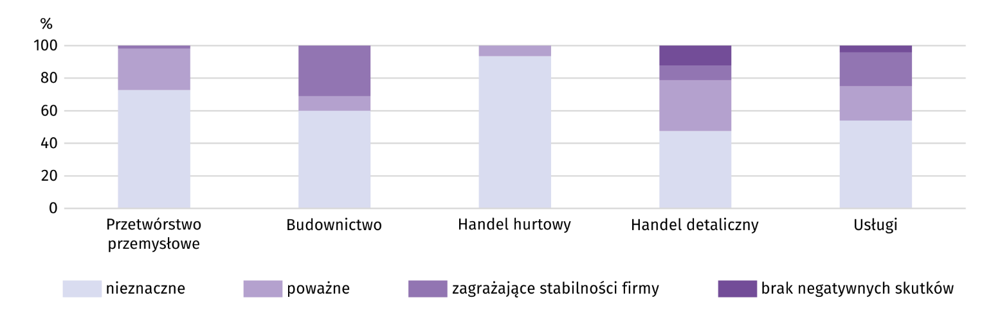 %
100
80
60
40
20
0
Przetwórstwo
przemysłowe
Budownictwo
Handel hurtowy
Handel detaliczny
Usługi
nieznaczne
poważne
zagrażające stabilności firmy
brak negatywnych skutków